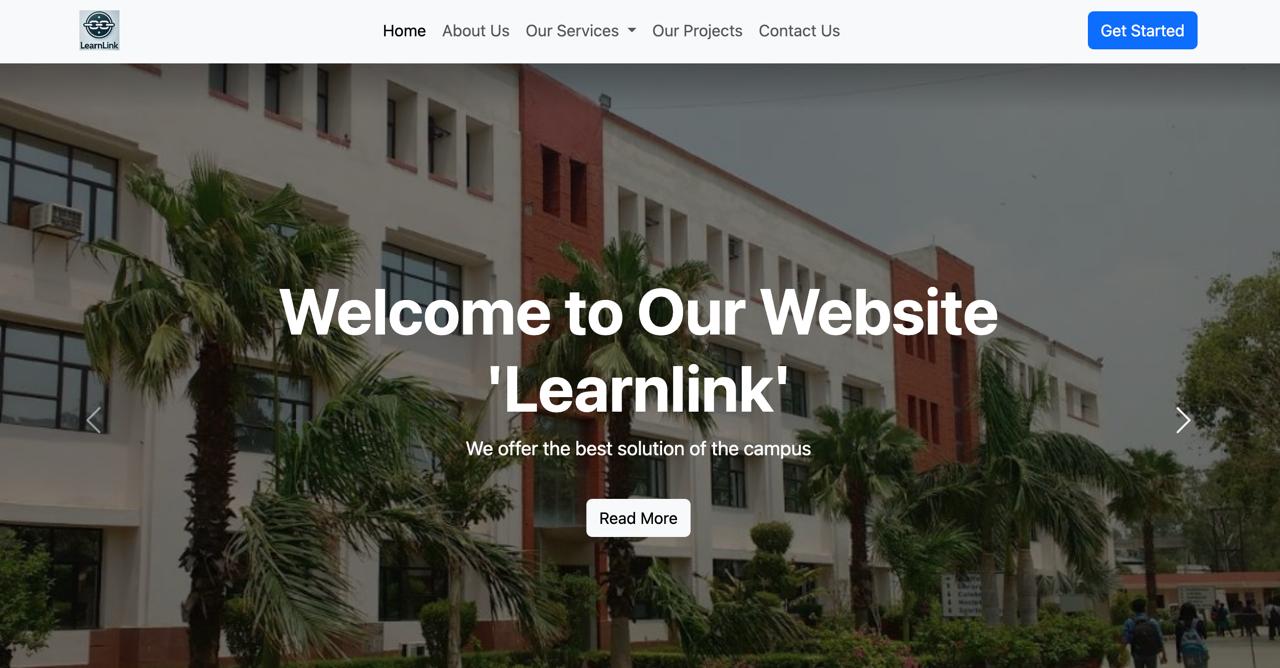 LearnLink
Home
About Us
Our Services
Our Projects
Contact Us
Get Started
Welcome to Our Website
'Learnlink'
We offer the best solution of the campus
Read More